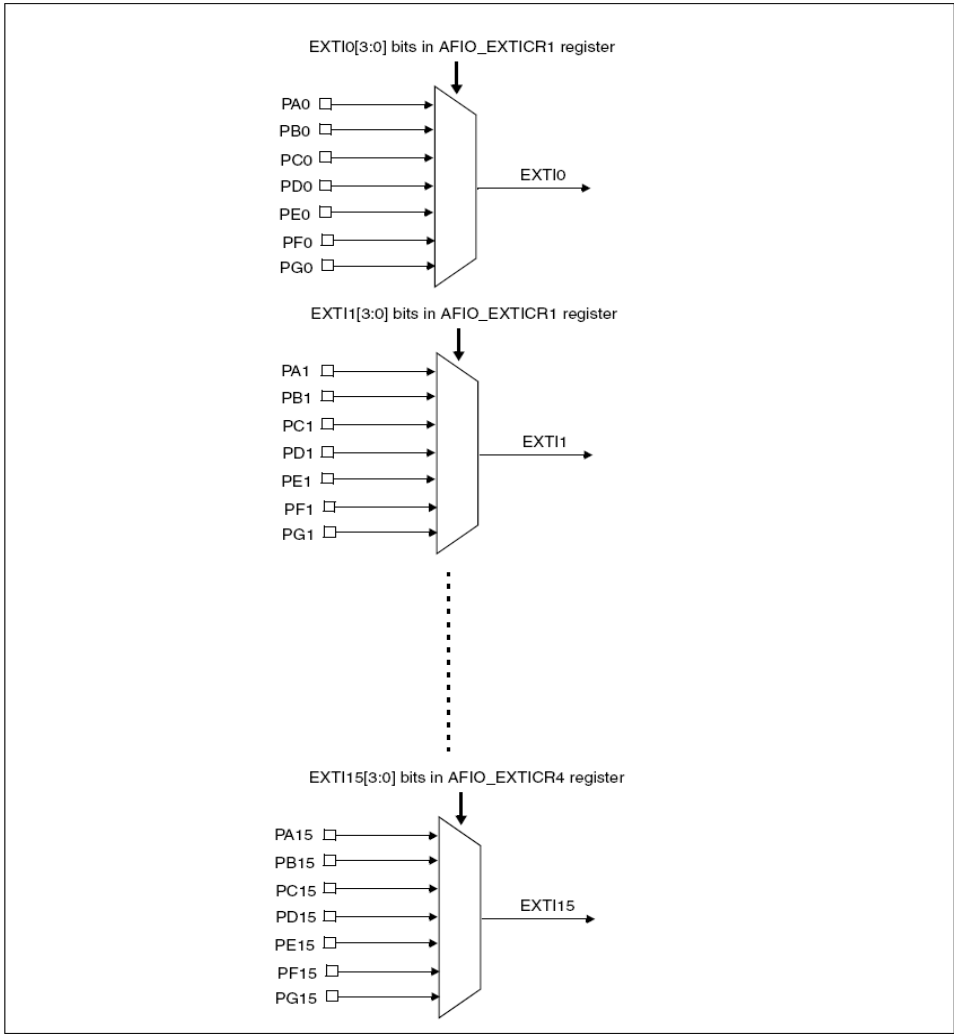 EXTI0[3:0] bits in AFIO_EXTICR1 register
PA0
PB0
PC0
PD0
PE0
PF0
PG0
EXTI0
EXTI1[3:0] bits in AFIO_EXTICR1 register
PA1
PB1
PC1
PD1
PE1
PF1
PG1
EXTI1
EXTI15[3:0] bits in AFIO_EXTICR4 register
PA15
PB15
PC15
PD15
PE15
PF15
PG15
EXTI15